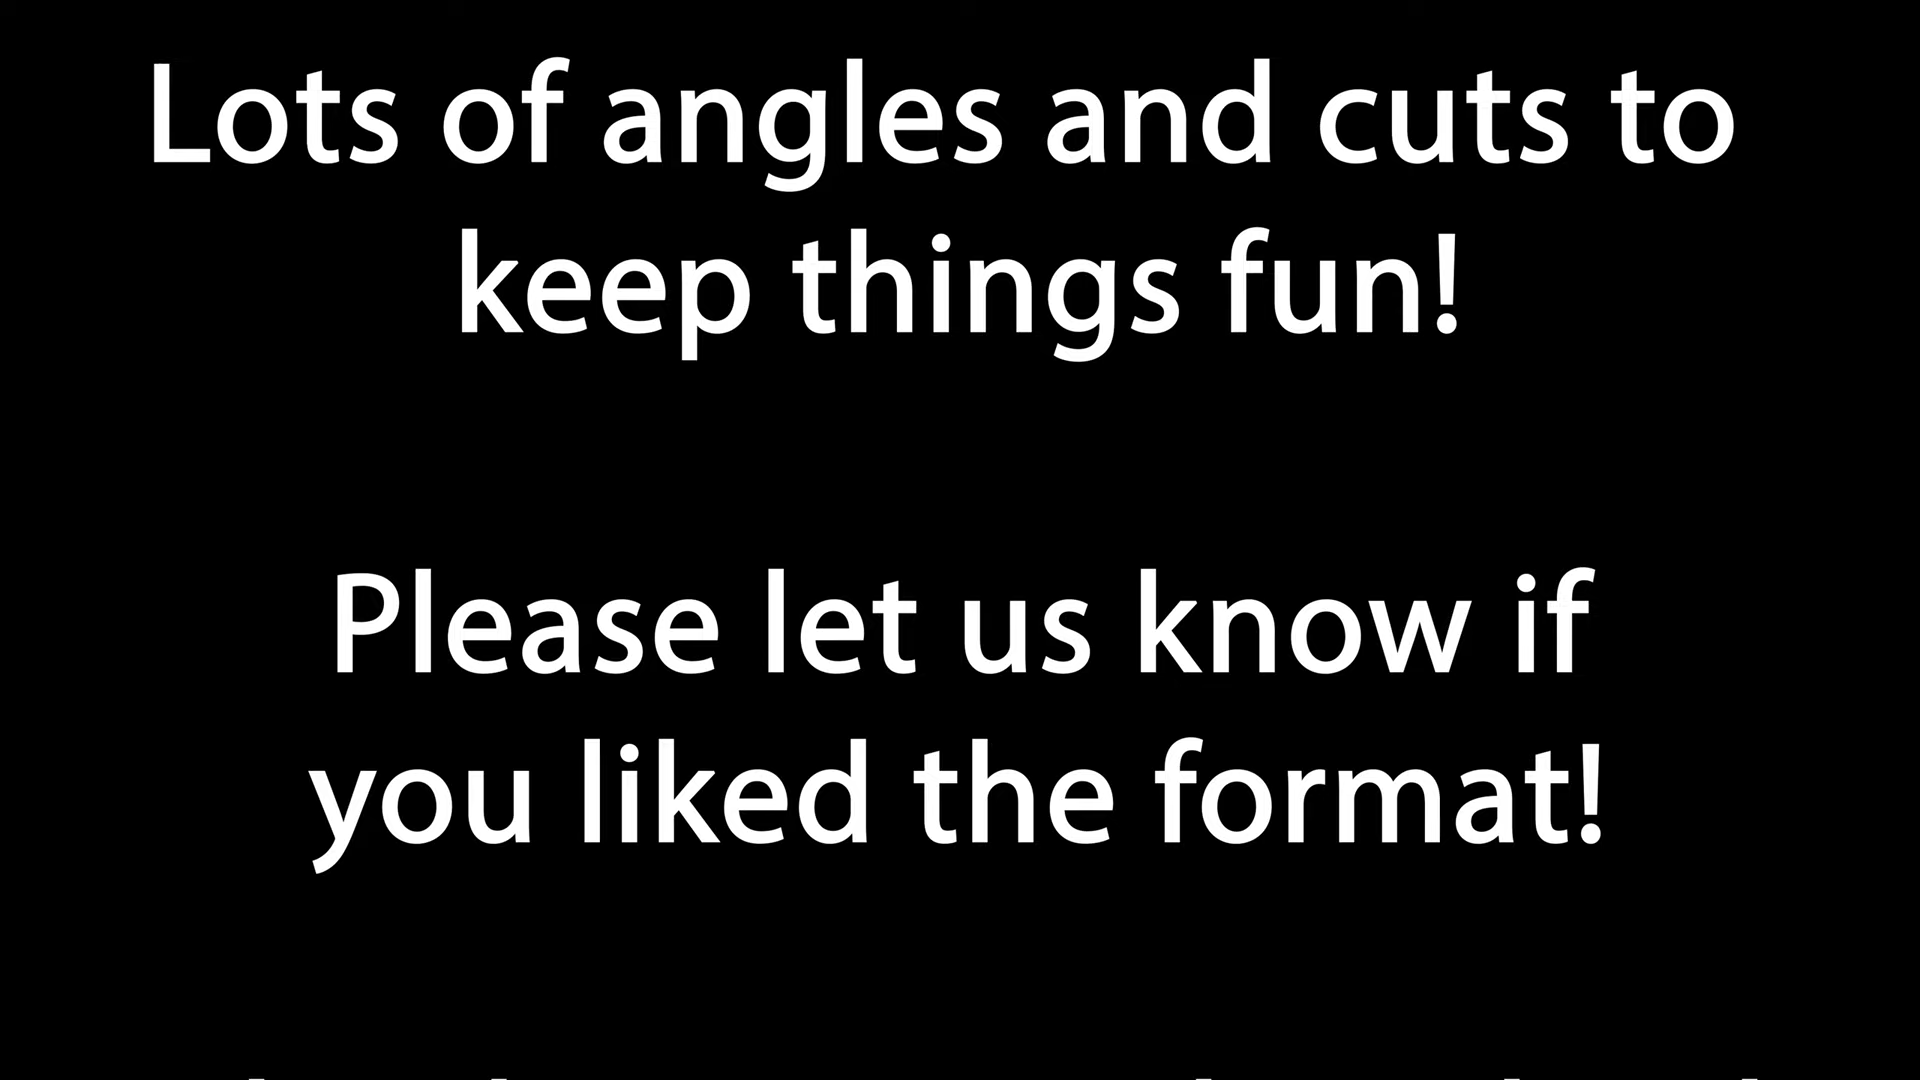 Lots of angles and cuts to
keep things fun!
Please let us know if
you liked the format!